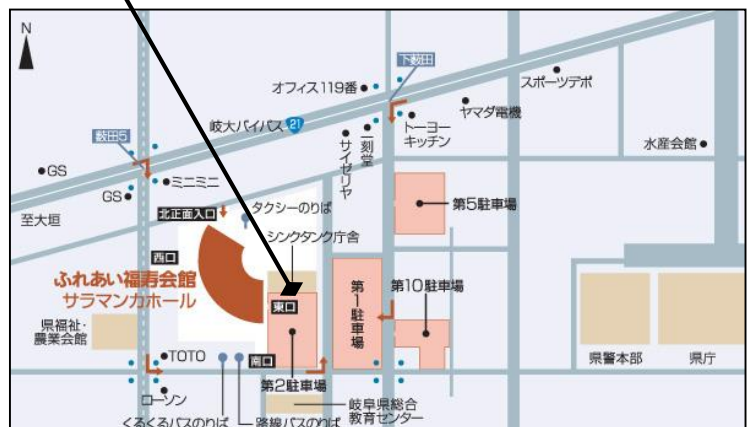 N
下藪田
オフィス119番
スポーツデポ
岐大バイパス
21
ヤマダ電機
藪田5
トーヨー
キッチン
一刻堂
サイゼリヤ
水産会館
GS
ミニミニ
GS
至大垣
北正面入口
タクシーのりば
第5駐車場
シンクタンク庁舎
西口
ふれあい福寿会館
サラマンカホール
第1駐車場
第10駐車場
東口
県福祉・
農業会館
TOTO
南口
県警本部
県庁
第2駐車場
ローソン
岐阜県総合
教育センター
くるくるバスのりば
路線バスのりば